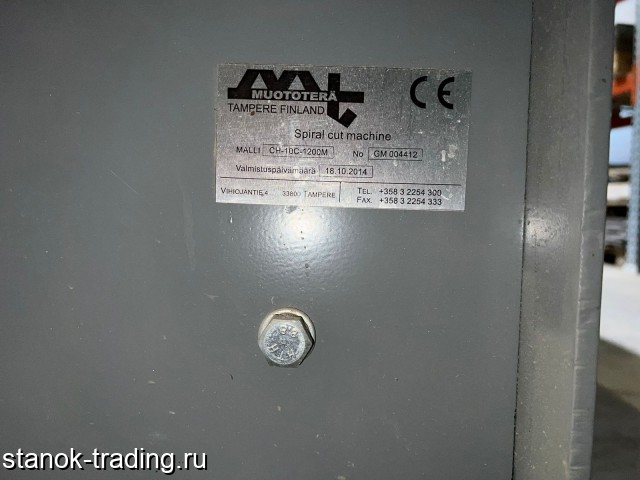 MUOTOTERÄ
TAMPERE FINLAND
CE
Spiral cut machine
MALLI CH-10C-1200M No GM 004412
Valmistuspäivämäärä 18.10.2014
VIHIOJANTIE 4 33800 TAMPERE
TEL. +358 3 2254 300
FAX. +358 3 2254 333
stanok-trading.ru